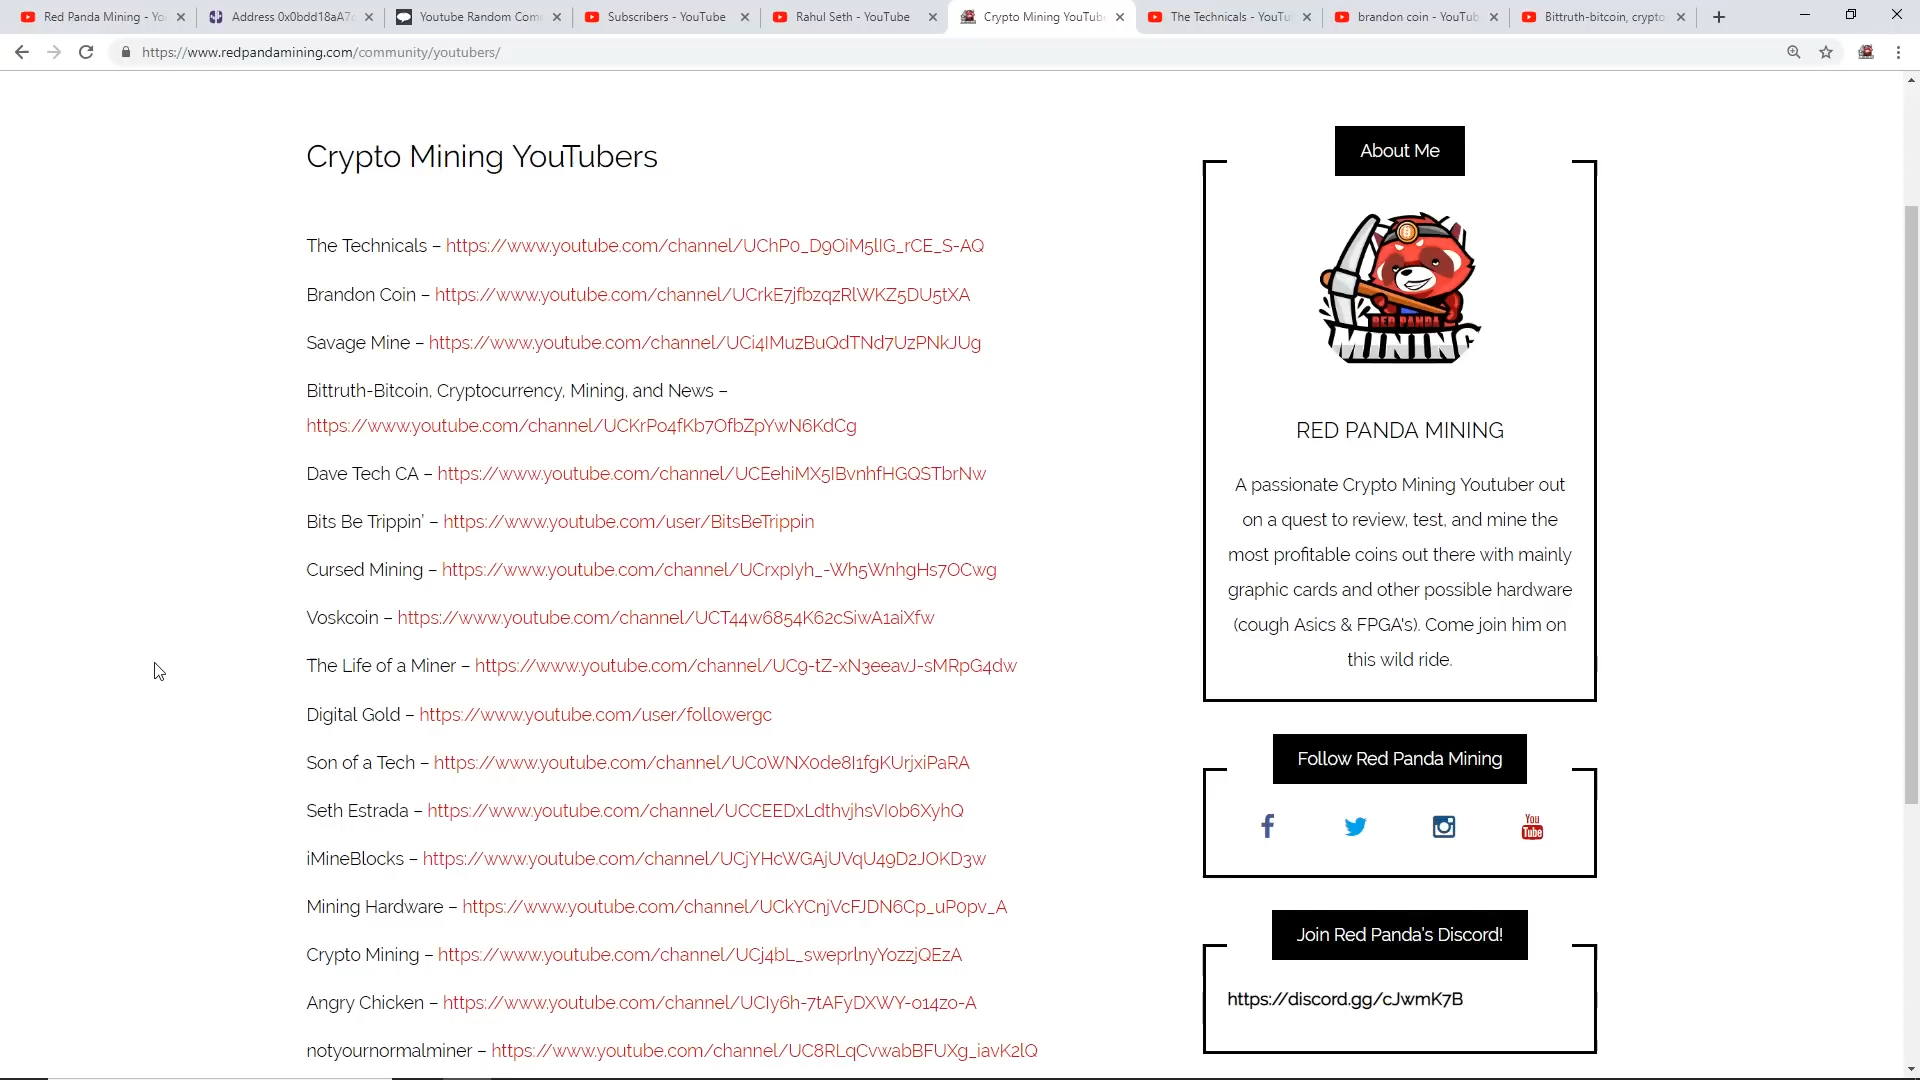 Red Panda Mining - Yo
Address 0x0bdd18aA7
Youtube Random Com
Subscribers - YouTube
Rahul Seth - YouTube
Crypto Mining YouTub
The Technicals - YouTu
brandon coin - YouTub
Bittruth-bitcoin, crypto
https://www.redpandamining.com/community/youtubers/
Crypto Mining YouTubers
The Technicals – https://www.youtube.com/channel/UChP0_D9OiM5lIG_rCE_S-AQ
Brandon Coin – https://www.youtube.com/channel/UCrkE7jfbzqzRlWKZ5DU5tXA
Savage Mine – https://www.youtube.com/channel/UCi4IMuzBuQdTNd7UzPNkJUg
Bittruth-Bitcoin, Cryptocurrency, Mining, and News –
https://www.youtube.com/channel/UCKrPo4fKb7OfbZpYwN6KdCg
Dave Tech CA – https://www.youtube.com/channel/UCEehiMX5IBvnhfHGQSTbrNw
Bits Be Trippin’ – https://www.youtube.com/user/BitsBeTrippin
Cursed Mining – https://www.youtube.com/channel/UCrxpIyh_-Wh5WnhgHs7OCwg
Voskcoin – https://www.youtube.com/channel/UCT44w6854K62cSiwA1aiXfw
The Life of a Miner – https://www.youtube.com/channel/UC9-tZ-xN3eeavJ-sMRpG4dw
Digital Gold – https://www.youtube.com/user/followergc
Son of a Tech – https://www.youtube.com/channel/UC0WNX0de8I1fgKUrjxiPaRA
Seth Estrada – https://www.youtube.com/channel/UCCEEDxLdthvjhsVI0b6XyhQ
iMineBlocks – https://www.youtube.com/channel/UCjYHcWGAjUVqU49D2JOKD3w
Mining Hardware – https://www.youtube.com/channel/UCkYCnjVcFJDN6Cp_uP0pv_A
Crypto Mining – https://www.youtube.com/channel/UCj4bL_sweprlnyYozzjQEzA
Angry Chicken – https://www.youtube.com/channel/UCIy6h-7tAFyDXWY-o14zo-A
notyournormalminer – https://www.youtube.com/channel/UC8RLqCvwabBFUXg_iavK2lQ
About Me
RED PANDA
MINING
RED PANDA MINING
A passionate Crypto Mining Youtuber out
on a quest to review, test, and mine the
most profitable coins out there with mainly
graphic cards and other possible hardware
(cough Asics & FPGA's). Come join him on
this wild ride.
Follow Red Panda Mining
You
Tube
Join Red Panda's Discord!
https://discord.gg/cJwmK7B